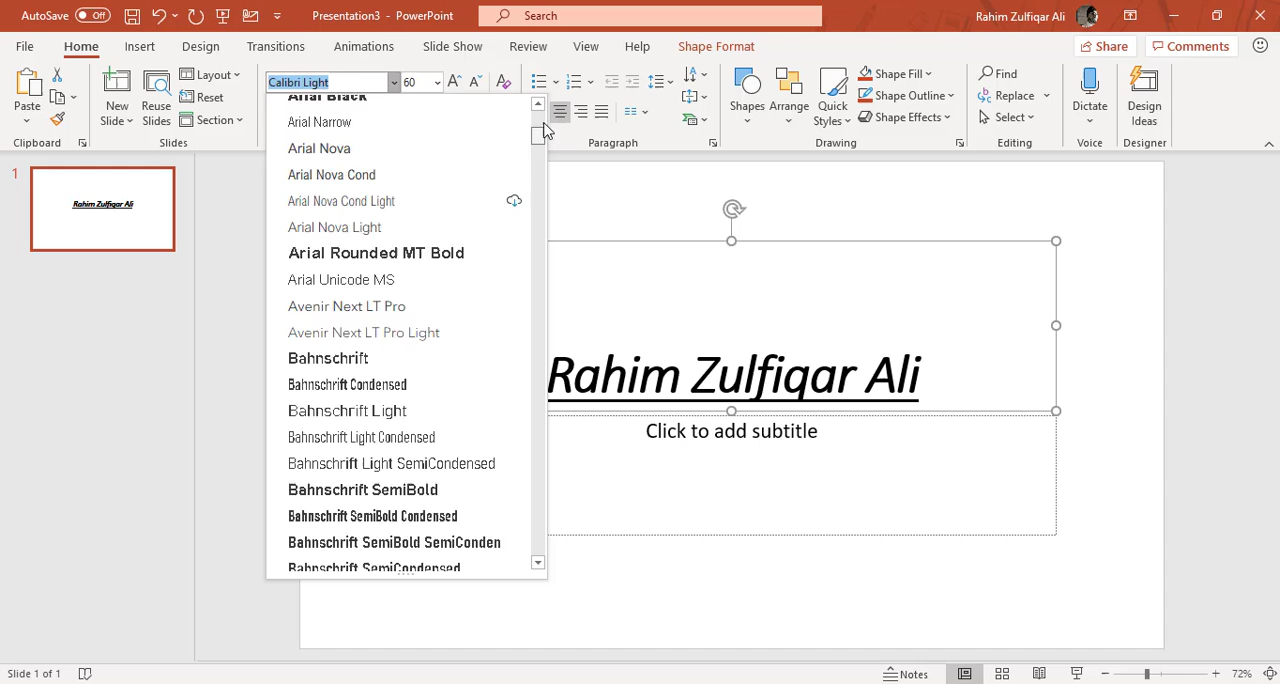 AutoSave Off Presentation3 - PowerPoint Search Rahim Zulfiqar Ali
File Home Insert Design Transitions Animations Slide Show Review View Help Shape Format Share Comments
Paste
Clipboard
New Slide
Reuse Slides
Layout
Reset
Section
Slides
Calibri Light 60
Paragraph
Shapes
Arrange
Quick Styles
Shape Fill
Shape Outline
Shape Effects
Drawing
Find
Replace
Select
Editing
Dictate
Voice
Design Ideas
Designer
Arial Black
Arial Narrow
Arial Nova
Arial Nova Cond
Arial Nova Cond Light
Arial Nova Light
Arial Rounded MT Bold
Arial Unicode MS
Avenir Next LT Pro
Avenir Next LT Pro Light
Bahnschrift
Bahnschrift Condensed
Bahnschrift Light
Bahnschrift Light Condensed
Bahnschrift Light SemiCondensed
Bahnschrift SemiBold
Bahnschrift SemiBold Condensed
Bahnschrift SemiBold SemiConden
Bahnschrift SemiCondensed
1
Rahim Zulfiqar Ali
Rahim Zulfiqar Ali
Click to add subtitle
Slide 1 of 1 Notes 72%